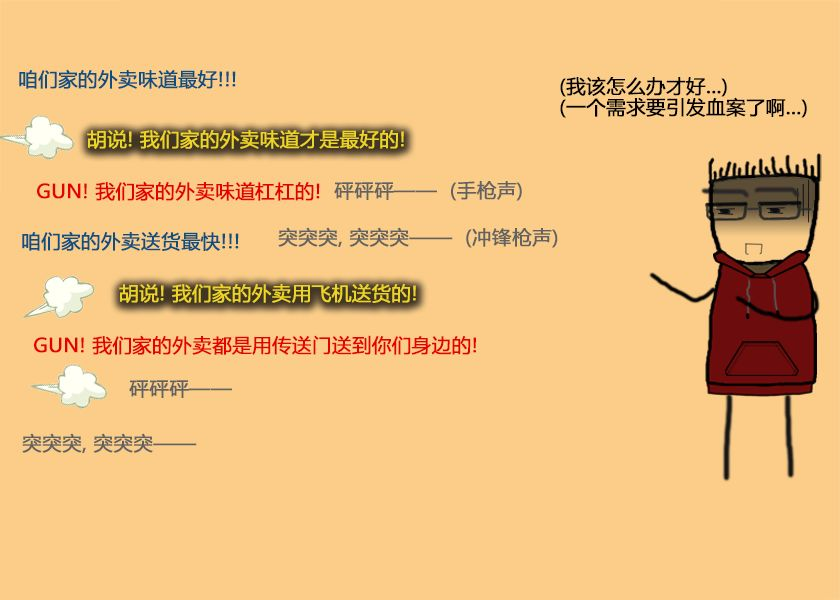 咱们家的外卖味道最好!!!
(我该怎么办才好...)
(一个需求要引发血案了啊...)
胡说! 我们家的外卖味道才是最好的!
GUN! 我们家的外卖味道杠杠的! 砰砰砰—— (手枪声)
咱们家的外卖送货最快!!! 突突突, 突突突—— (冲锋枪声)
胡说! 我们家的外卖用飞机送货的!
GUN! 我们家的外卖都是用传送门送到你们身边的!
砰砰砰——
突突突, 突突突——